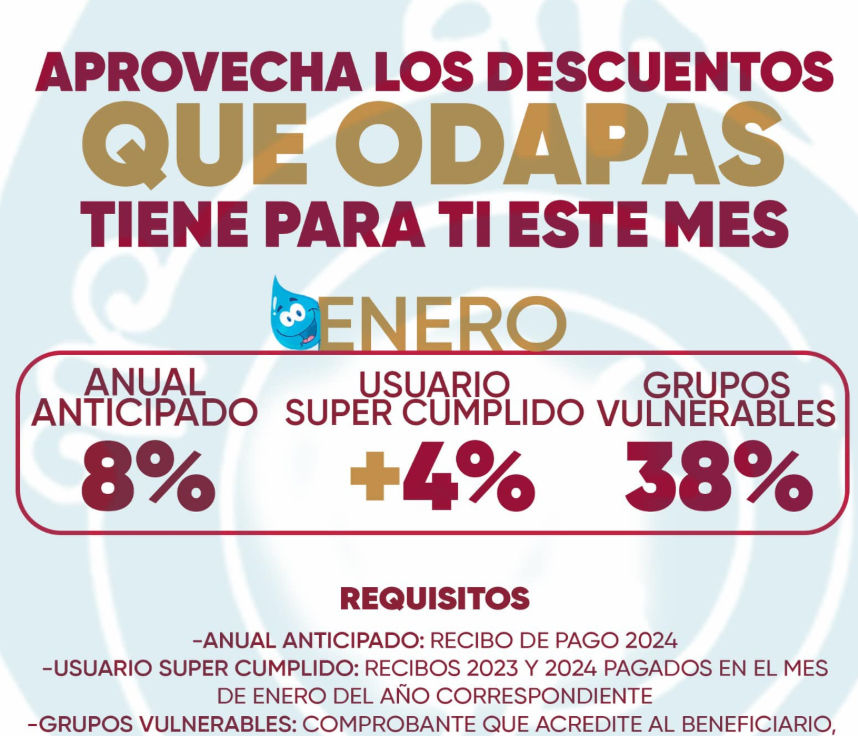 APROVECHA LOS DESCUENTOS
QUE ODAPAS
TIENE PARA TI ESTE MES
ENERO
ANUAL ANTICIPADO
8%
USUARIO SUPER CUMPLIDO
+4%
GRUPOS VULNERABLES
38%
REQUISITOS
-ANUAL ANTICIPADO: RECIBO DE PAGO 2024
-USUARIO SUPER CUMPLIDO: RECIBOS 2023 Y 2024 PAGADOS EN EL MES
DE ENERO DEL AÑO CORRESPONDIENTE
-GRUPOS VULNERABLES: COMPROBANTE QUE ACREDITE AL BENEFICIARIO,